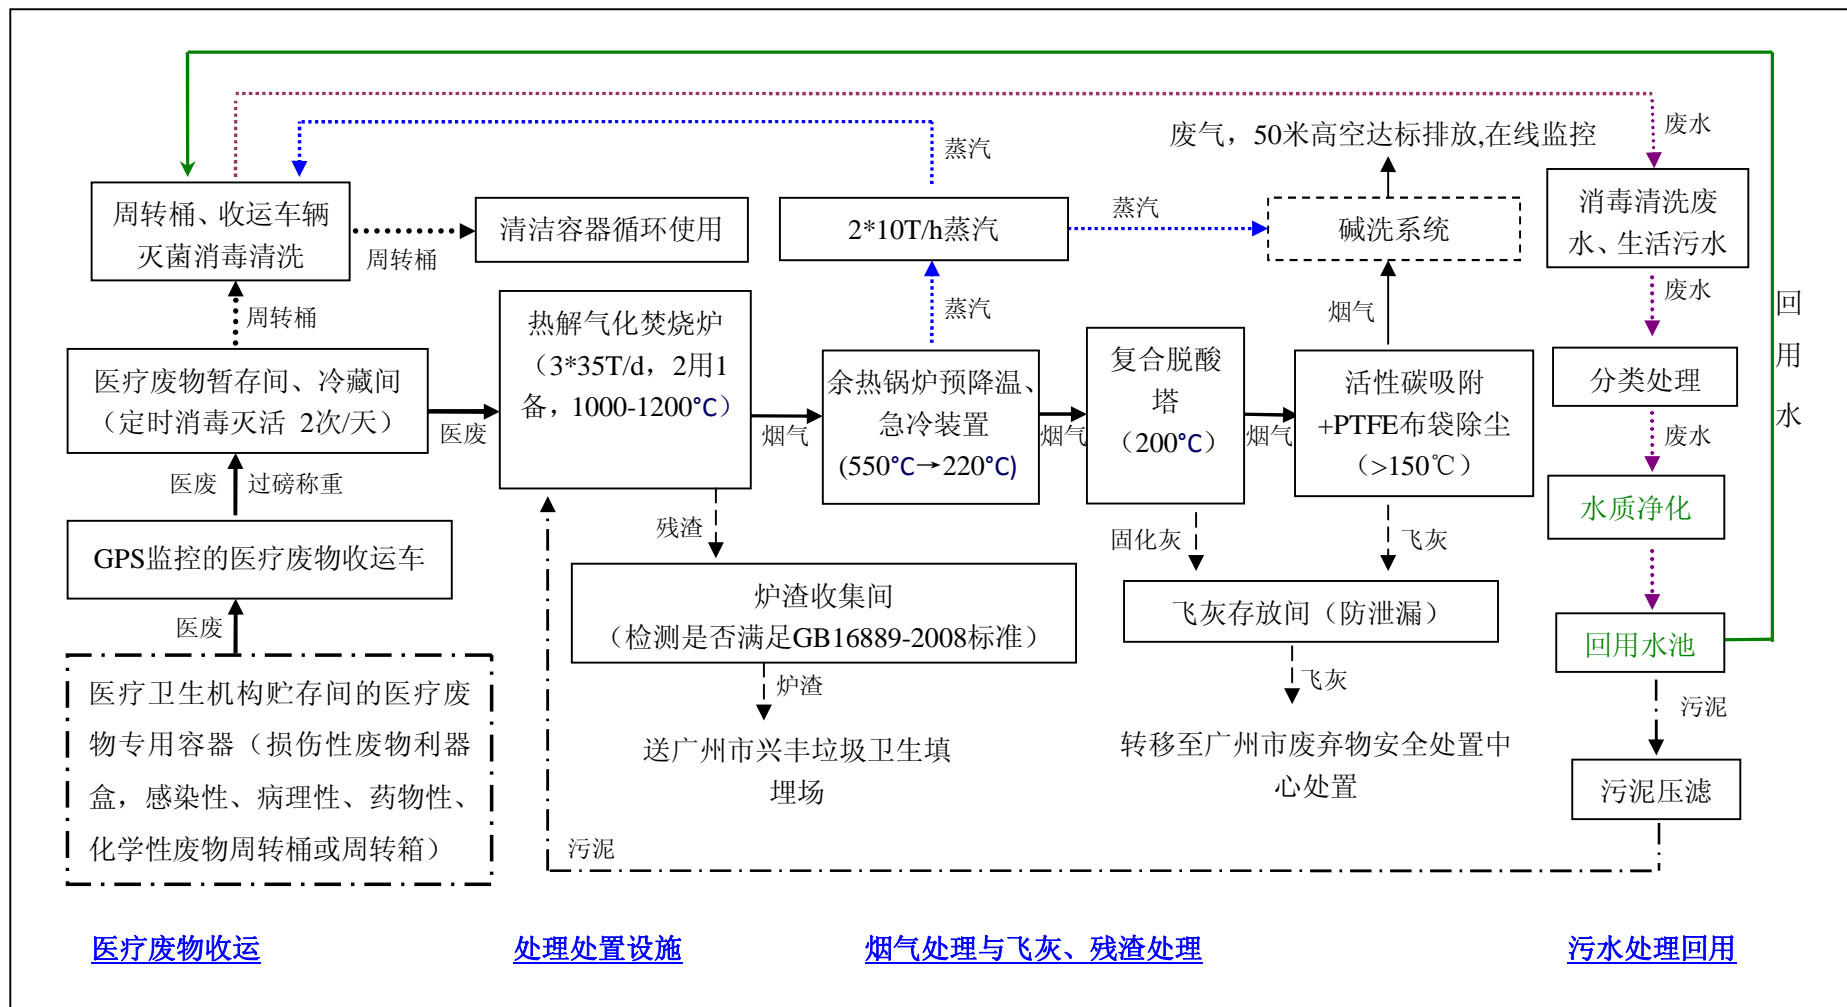 废水
废气，50米高空达标排放,在线监控
蒸汽
周转桶、收运车辆
灭菌消毒清洗
周转桶
清洁容器循环使用
2*10T/h蒸汽
蒸汽
碱洗系统
消毒清洗废
水、生活污水
周转桶
蒸汽
烟气
废水
回
用
水
医疗废物暂存间、冷藏间
（定时消毒灭活 2次/天）
医废
热解气化焚烧炉
（3*35T/d，2用1
备，1000-1200°C）
烟气
余热锅炉预降温、
急冷装置
(550°C→220°C)
烟气
复合脱酸
塔
（200°C）
烟气
活性碳吸附
+PTFE布袋除尘
（>150℃）
分类处理
废水
医废
过磅称重
水质净化
残渣
固化灰
飞灰
GPS监控的医疗废物收运车
炉渣收集间
（检测是否满足GB16889-2008标准）
飞灰存放间（防泄漏）
回用水池
医废
炉渣
飞灰
污泥
医疗卫生机构贮存间的医疗废
物专用容器（损伤性废物利器
盒，感染性、病理性、药物性、
化学性废物周转桶或周转箱）
送广州市兴丰垃圾卫生填
埋场
转移至广州市废弃物安全处置中
心处置
污泥压滤
污泥
医疗废物收运
处理处置设施
烟气处理与飞灰、残渣处理
污水处理回用